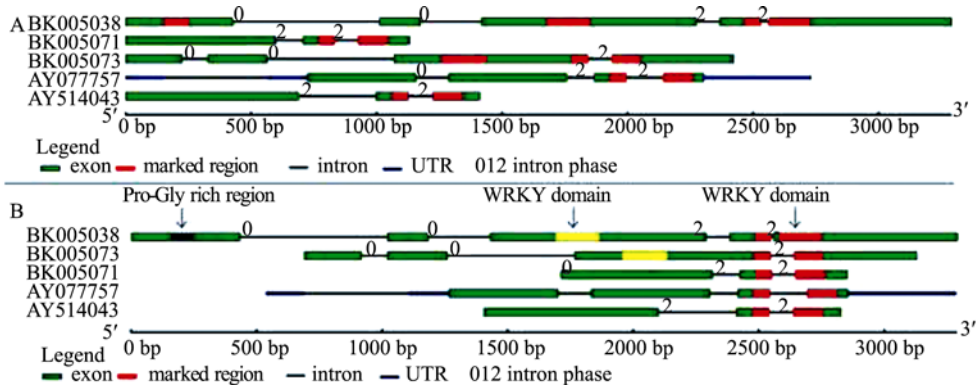 A
BK005038 0 0 2 2
BK005071 2 2
BK005073 0 0 2
AY077757 0 2 2
AY514043 2 2
5′ 3′
0 bp 500 bp 1000 bp 1500 bp 2000 bp 2500 bp 3000 bp
Legend
exon marked region intron UTR 012 intron phase
Pro-Gly rich region WRKY domain WRKY domain
B
BK005038 0 0 2 2
BK005073 0 0 2
BK005071 0 2 2
AY077757
AY514043 2 2
5′ 3′
0 bp 500 bp 1000 bp 1500 bp 2000 bp 2500 bp 3000 bp
Legend
exon marked region intron UTR 012 intron phase